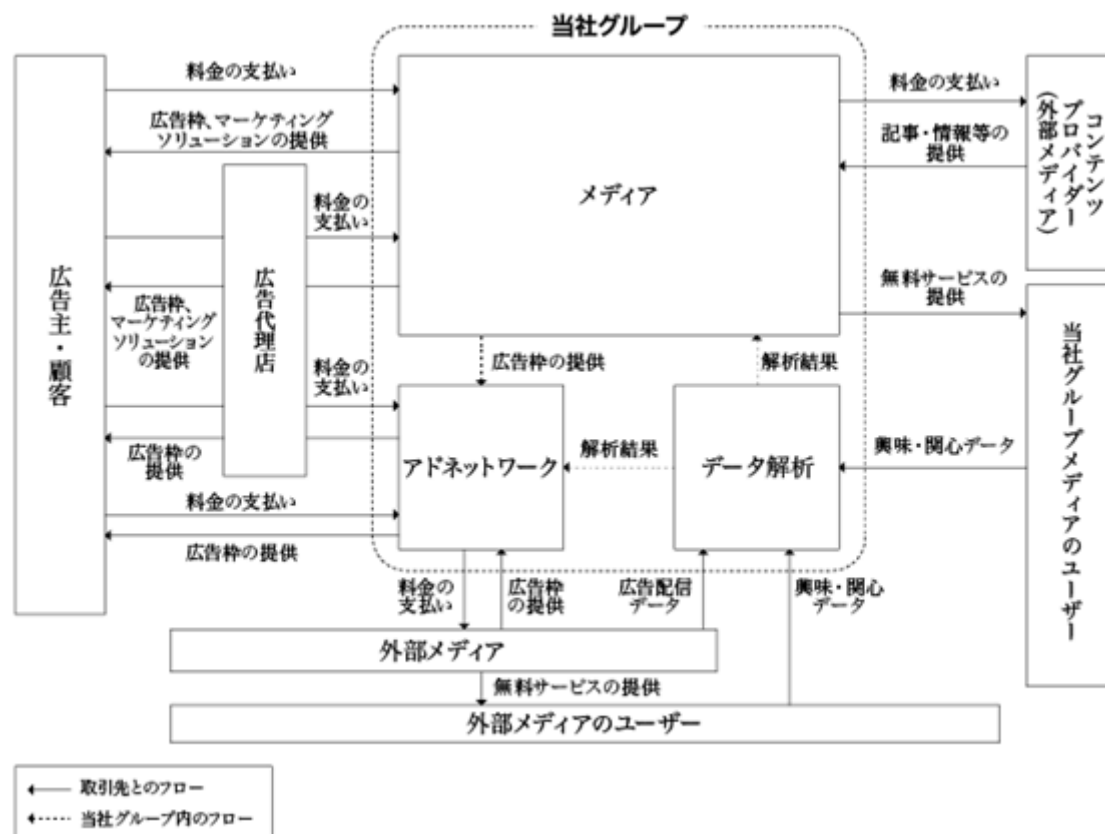 当社グループ
料金の支払い
広告枠、マーケティング
ソリューションの提供
料金の
支払い
広告主・顧客
広告代理店
広告枠、
マーケティング
ソリューション
の提供
料金の
支払い
広告枠の
提供
料金の支払い
広告枠の提供
メディア
広告枠の提供
解析結果
アドネットワーク
解析結果
データ解析
料金の支払い
記事・情報等の
提供
コンテンツ
プロバイダー
(外部メディア)
無料サービスの
提供
興味・関心データ
当社グループメディアのユーザー
料金の
支払い
広告枠
の提供
広告配信
データ
興味・関心
データ
外部メディア
無料サービスの提供
外部メディアのユーザー
取引先とのフロー
当社グループ内のフロー